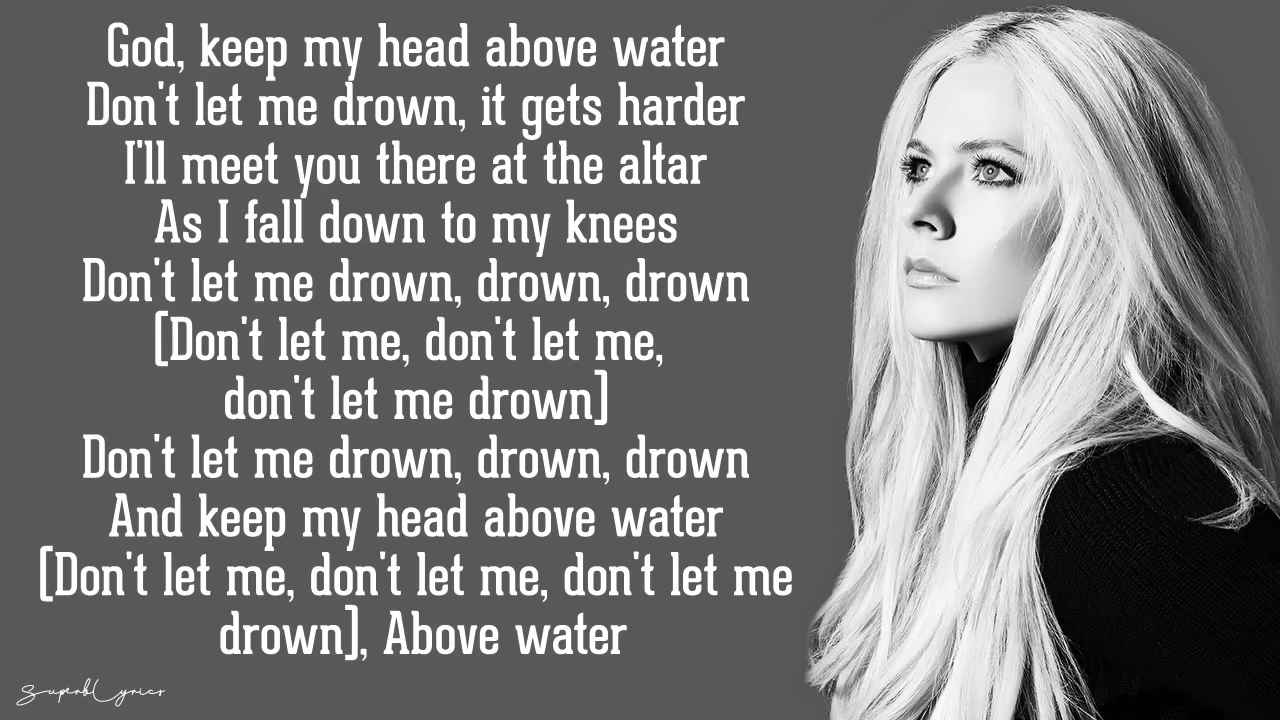 God, keep my head above water
Don't let me drown, it gets harder
I'll meet you there at the altar
As I fall down to my knees
Don't let me drown, drown, drown
[Don't let me, don't let me,
don't let me drown]
Don't let me drown, drown, drown
And keep my head above water
[Don't let me, don't let me, don't let me
drown], Above water
SuperbLyrics